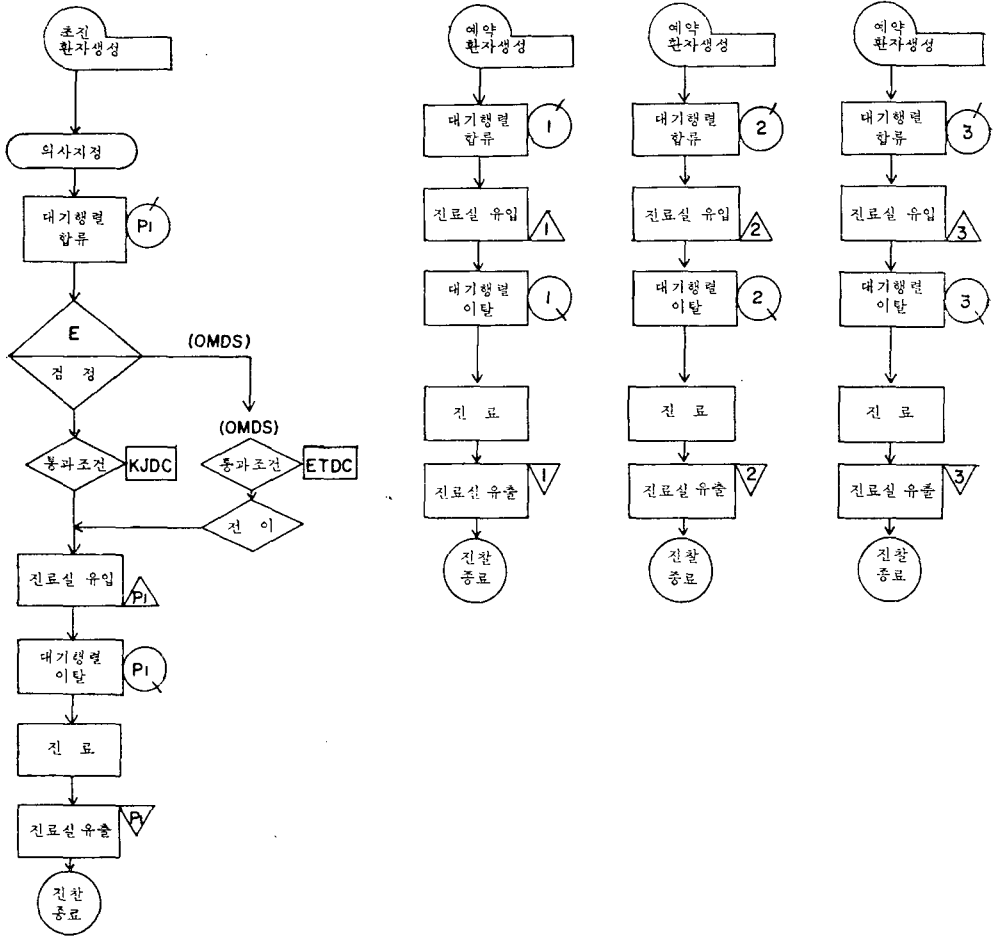 초진
환자생성
의사지정
대기행렬
합류
P1
E
검 정
(OMDS)
(OMDS)
통과조건
KJDC
통과조건
ETDC
전 이
진료실 유입
P1
대기행렬
이탈
P1
진 료
진료실 유출
P1
진찬
종료
예약
환자생성
대기행렬
합류
1
진료실 유입
1
대기행렬
이탈
1
진 료
진료실 유출
1
진찰
종료
예약
환자생성
대기행렬
합류
2
진료실 유입
2
대기행렬
이탈
2
진 료
진료실 유출
2
진찰
종료
예약
환자생성
대기행렬
합류
3
진료실 유입
3
대기행렬
이탈
3
진 료
진료실 유출
3
진찰
종료